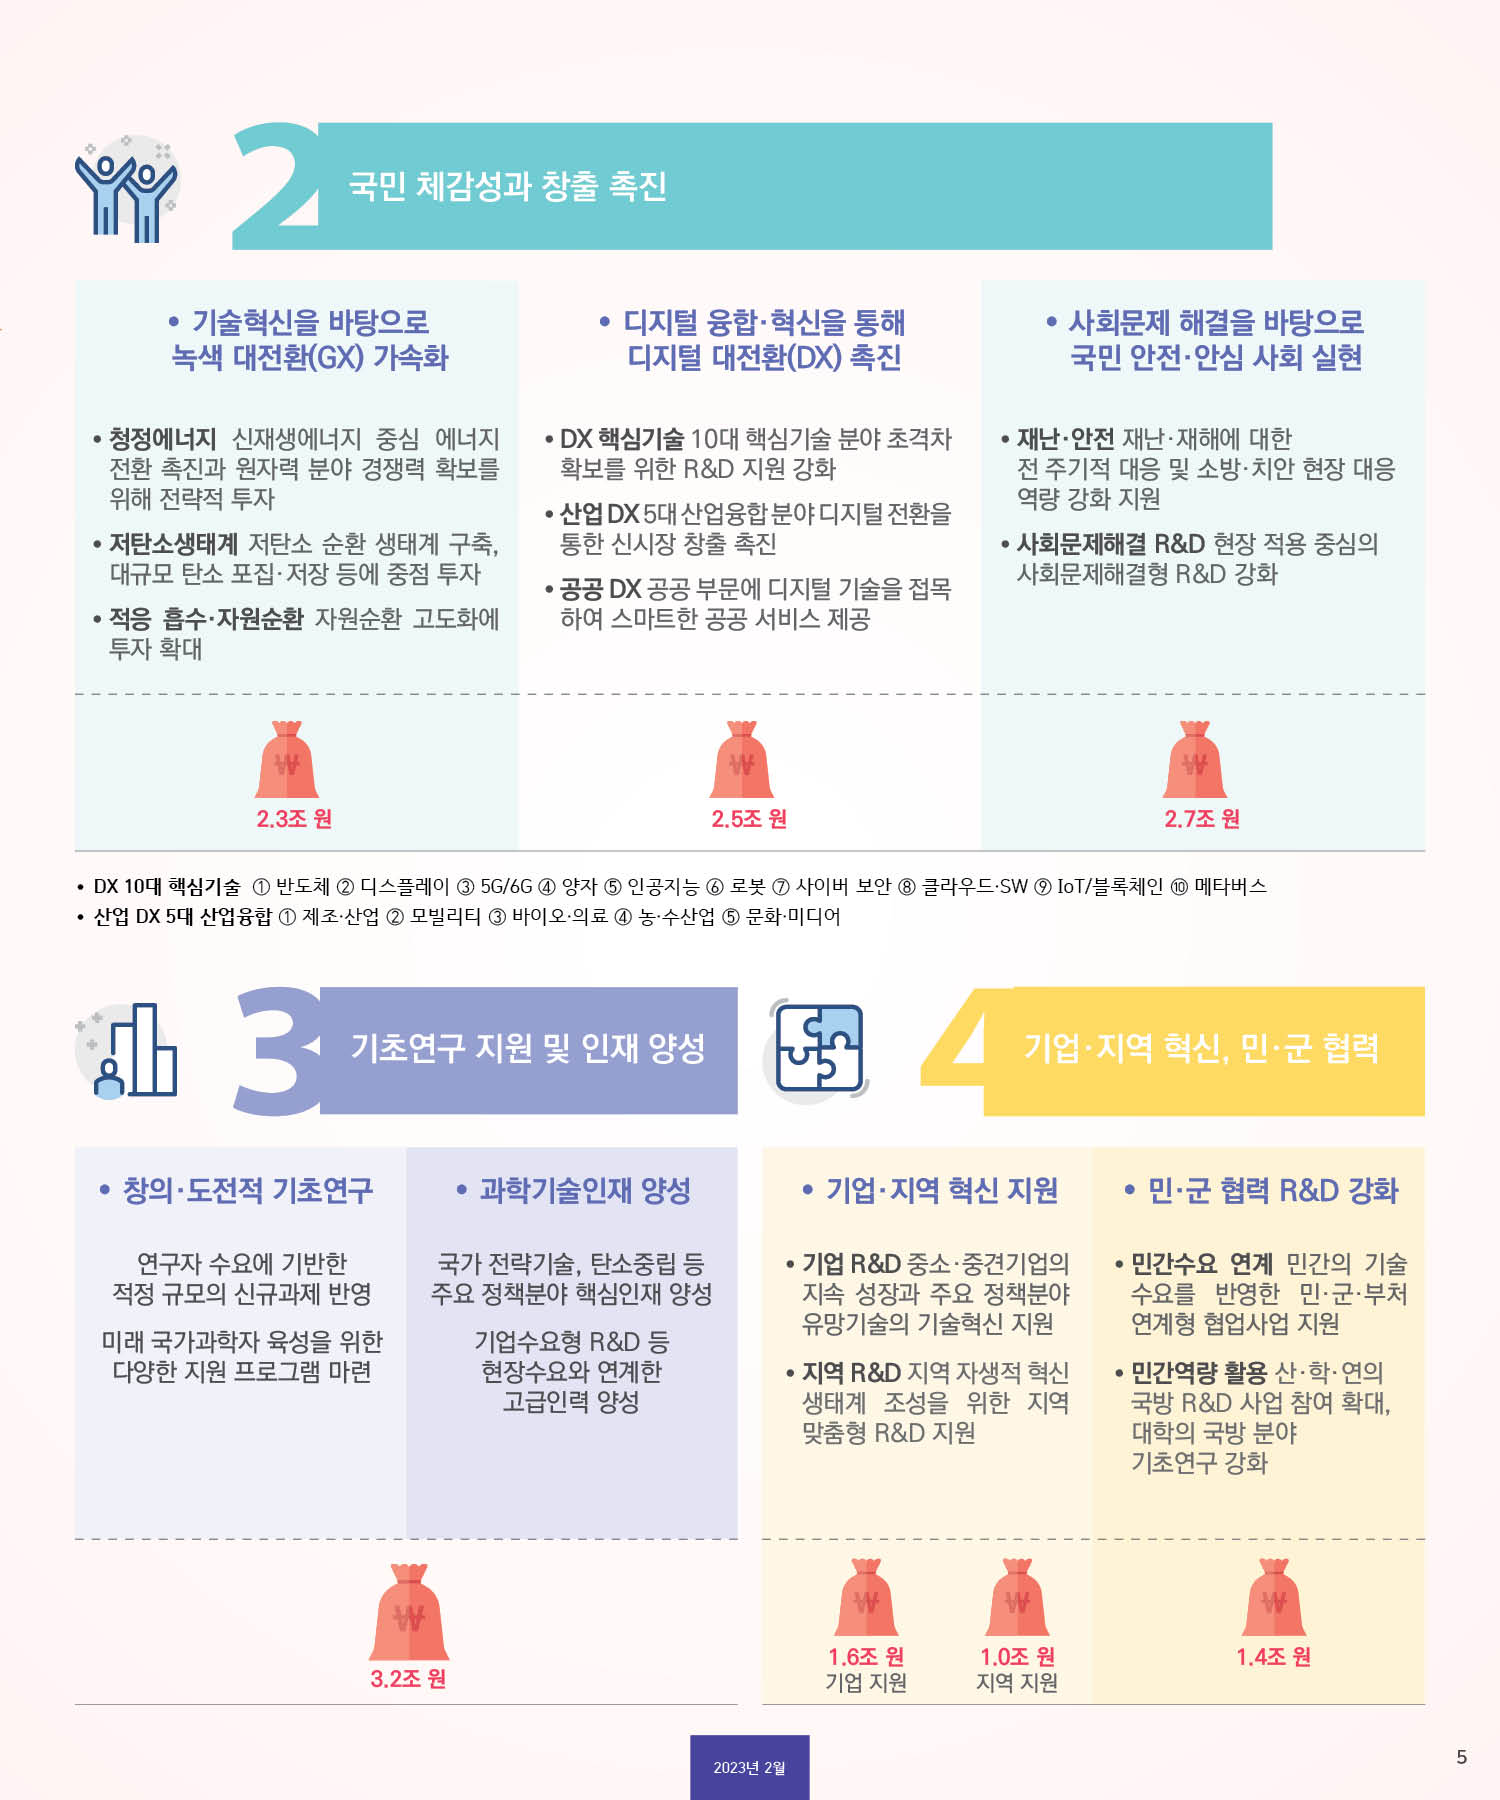 2 국민 체감성과 창출 촉진
• 기술혁신을 바탕으로
녹색 대전환(GX) 가속화
• 청정에너지 신재생에너지 중심 에너지
전환 촉진과 원자력 분야 경쟁력 확보를
위해 전략적 투자
• 저탄소생태계 저탄소 순환 생태계 구축,
대규모 탄소 포집·저장 등에 중점 투자
• 적응 흡수·자원순환 자원순환 고도화에
투자 확대
₩
2.3조 원
• 디지털 융합·혁신을 통해
디지털 대전환(DX) 촉진
• DX 핵심기술 10대 핵심기술 분야 초격차
확보를 위한 R&D 지원 강화
• 산업 DX 5대 산업융합 분야 디지털 전환을
통한 신시장 창출 촉진
• 공공 DX 공공 부문에 디지털 기술을 접목
하여 스마트한 공공 서비스 제공
₩
2.5조 원
• 사회문제 해결을 바탕으로
국민 안전·안심 사회 실현
• 재난·안전 재난·재해에 대한
전 주기적 대응 및 소방·치안 현장 대응
역량 강화 지원
• 사회문제해결 R&D 현장 적용 중심의
사회문제해결형 R&D 강화
₩
2.7조 원
• DX 10대 핵심기술 ① 반도체 ② 디스플레이 ③ 5G/6G ④ 양자 ⑤ 인공지능 ⑥ 로봇 ⑦ 사이버 보안 ⑧ 클라우드·SW ⑨ IoT/블록체인 ⑩ 메타버스
• 산업 DX 5대 산업융합 ① 제조·산업 ② 모빌리티 ③ 바이오·의료 ④ 농·수산업 ⑤ 문화·미디어
3 기초연구 지원 및 인재 양성
• 창의·도전적 기초연구
연구자 수요에 기반한
적정 규모의 신규과제 반영
미래 국가과학자 육성을 위한
다양한 지원 프로그램 마련
• 과학기술인재 양성
국가 전략기술, 탄소중립 등
주요 정책분야 핵심인재 양성
기업수요형 R&D 등
현장수요와 연계한
고급인력 양성
₩
3.2조 원
4 기업·지역 혁신, 민·군 협력
• 기업·지역 혁신 지원
• 기업 R&D 중소·중견기업의
지속 성장과 주요 정책분야
유망기술의 기술혁신 지원
• 지역 R&D 지역 자생적 혁신
생태계 조성을 위한 지역
맞춤형 R&D 지원
₩
1.6조 원
기업 지원
₩
1.0조 원
지역 지원
• 민·군 협력 R&D 강화
• 민간수요 연계 민간의 기술
수요를 반영한 민·군·부처
연계형 협업사업 지원
• 민간역량 활용 산·학·연의
국방 R&D 사업 참여 확대,
대학의 국방 분야
기초연구 강화
₩
1.4조 원
2023년 2월
5